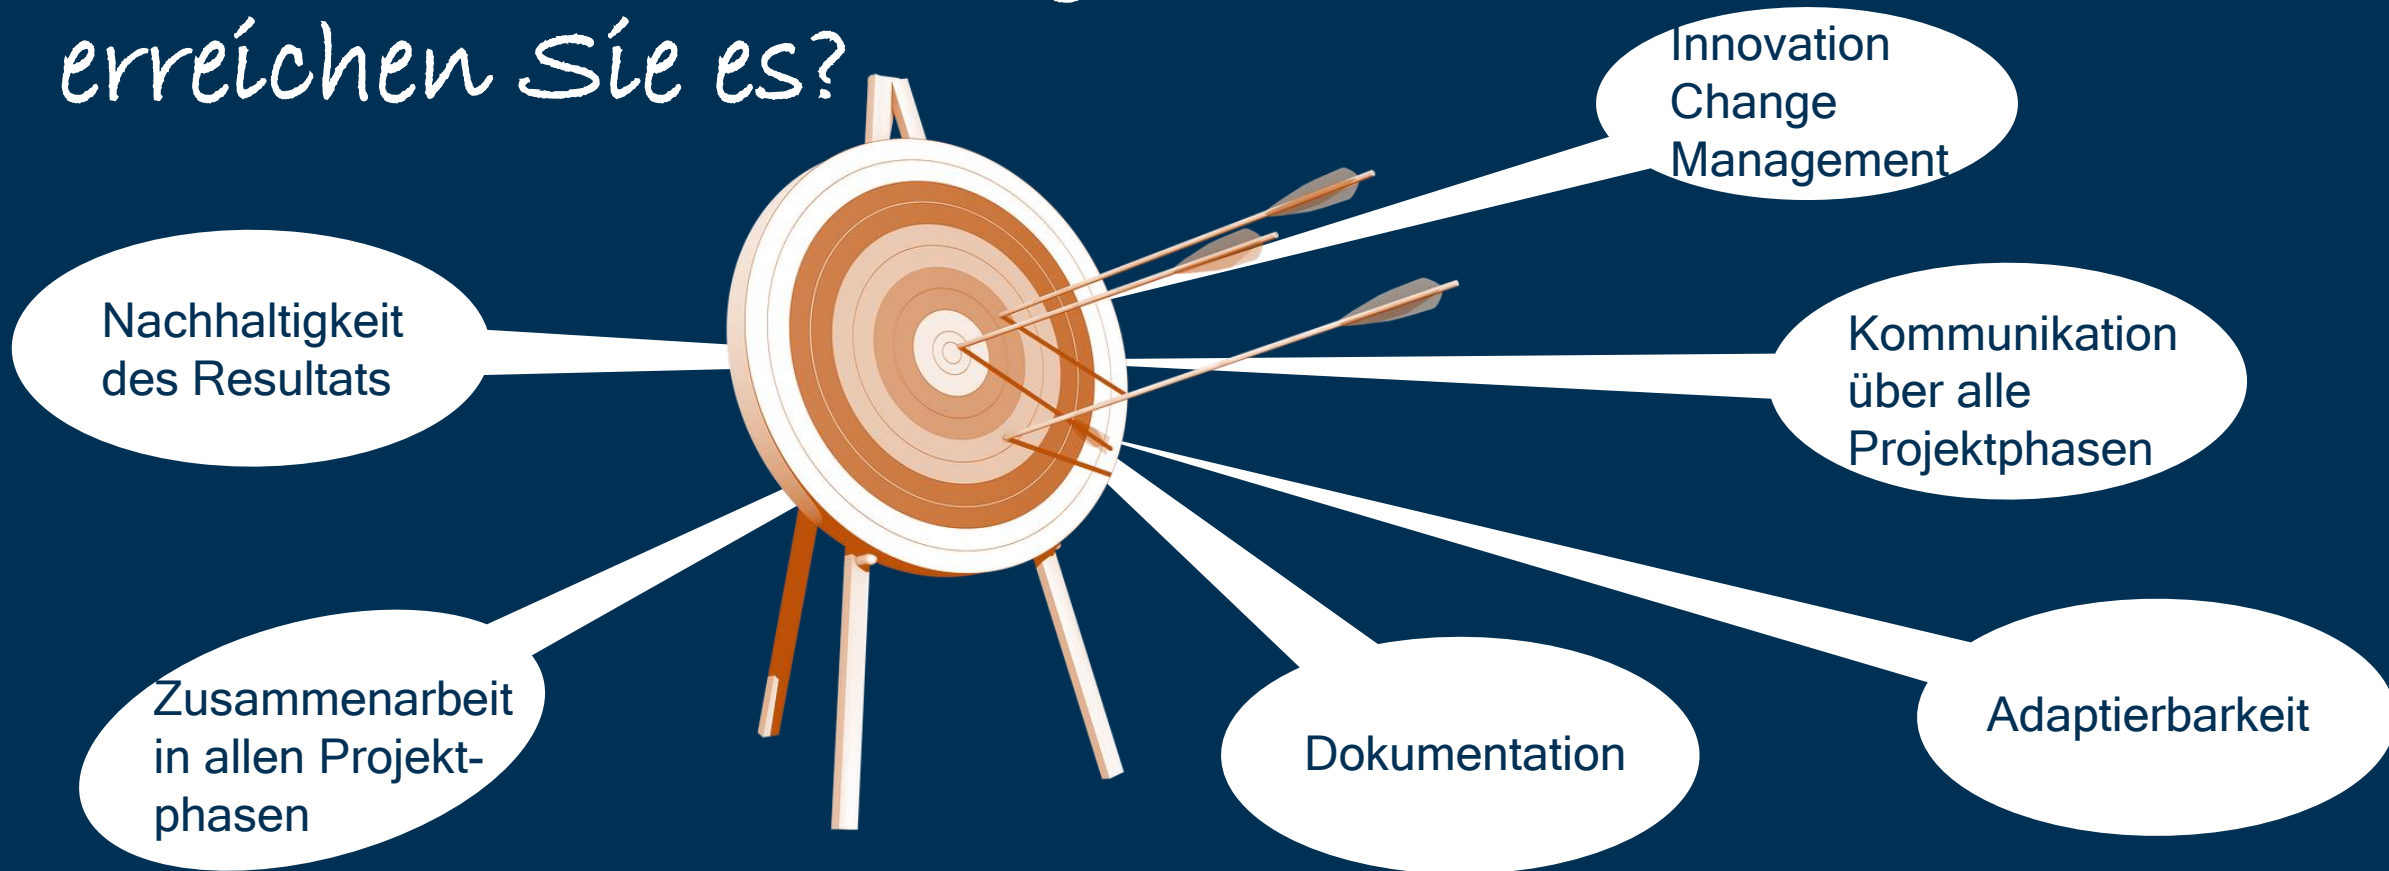 erreichen Sie es?
Innovation
Change
Management
Nachhaltigkeit
des Resultats
Kommunikation
über alle
Projektphasen
Zusammenarbeit
in allen Projekt-
phasen
Dokumentation
Adaptierbarkeit